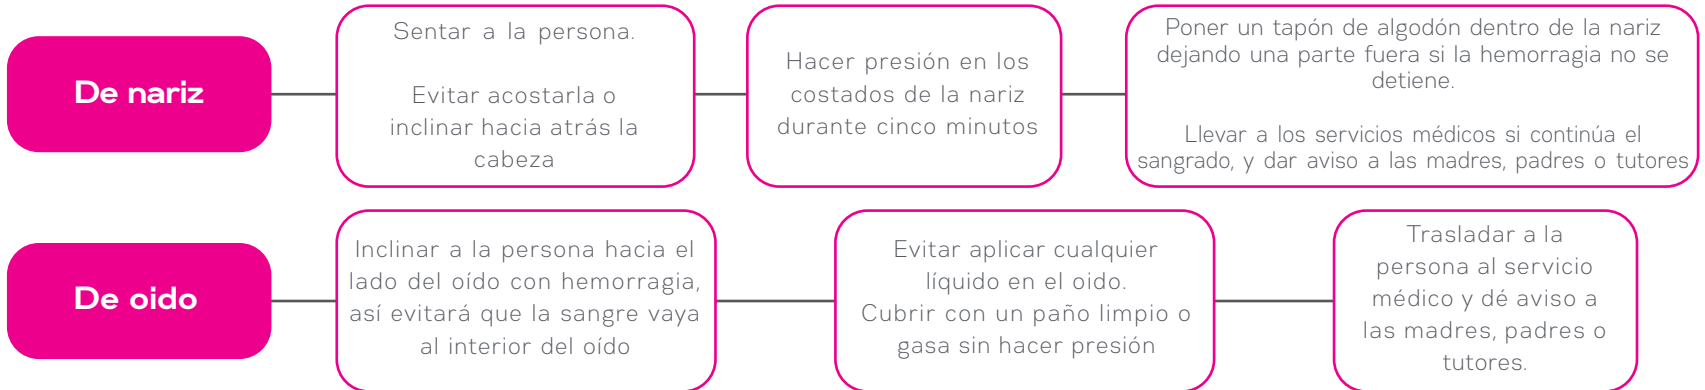 De nariz
Sentar a la persona.
Evitar acostarla o
inclinar hacia atrás la
cabeza
Hacer presión en los
costados de la nariz
durante cinco minutos
Poner un tapón de algodón dentro de la nariz
dejando una parte fuera si la hemorragia no se
detiene.
Llevar a los servicios médicos si continúa el
sangrado, y dar aviso a las madres, padres o tutores
De oido
Inclinar a la persona hacia el
lado del oído con hemorragia,
así evitará que la sangre vaya
al interior del oído
Evitar aplicar cualquier
líquido en el oido.
Cubrir con un paño limpio o
gasa sin hacer presión
Trasladar a la
persona al servicio
médico y dé aviso a
las madres, padres o
tutores.